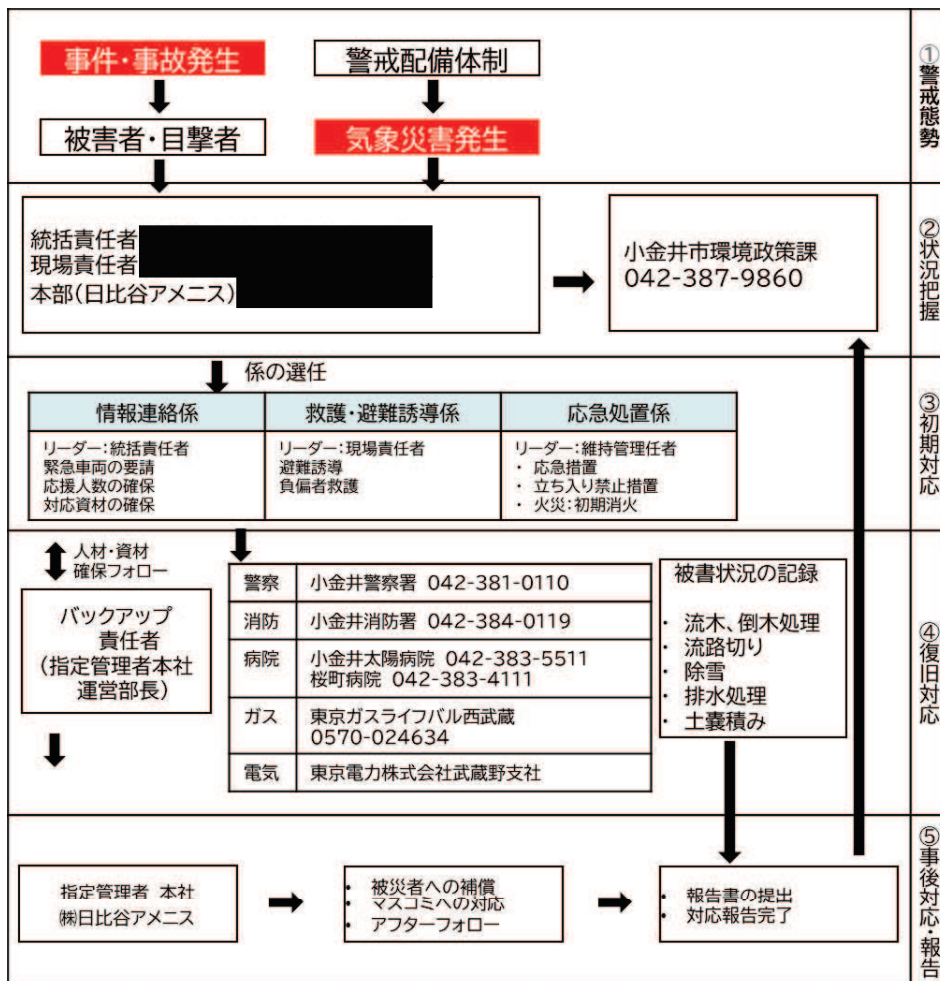 事件・事故発生
警戒配備体制
被害者・目撃者
気象災害発生
①警戒態勢
統括責任者
現場責任者
本部(日比谷アメニス)
小金井市環境政策課
042-387-9860
②状況把握
係の選任
情報連絡係
救護・避難誘導係
応急処置係
リーダー:統括責任者
緊急車両の要請
応援人数の確保
対応資材の確保
リーダー:現場責任者
避難誘導
負偏者救護
リーダー:維持管理任者
・ 応急措置
・ 立ち入り禁止措置
・ 火災:初期消火
③初期対応
人材・資材
確保フォロー
バックアップ
責任者
(指定管理者本社
運営部長)
警察 小金井警察署 042-381-0110
消防 小金井消防署 042-384-0119
病院 小金井太陽病院 042-383-5511
桜町病院 042-383-4111
ガス 東京ガスライフバル西武蔵
0570-024634
電気 東京電力株式会社武蔵野支社
被書状況の記録
・ 流木、倒木処理
・ 流路切り
・ 除雪
・ 排水処理
・ 土嚢積み
④復旧対応
指定管理者 本社
㈱日比谷アメニス
・ 被災者への補償
・ マスコミへの対応
・ アフターフォロー
・ 報告書の提出
・ 対応報告完了
⑤事後対応・報告